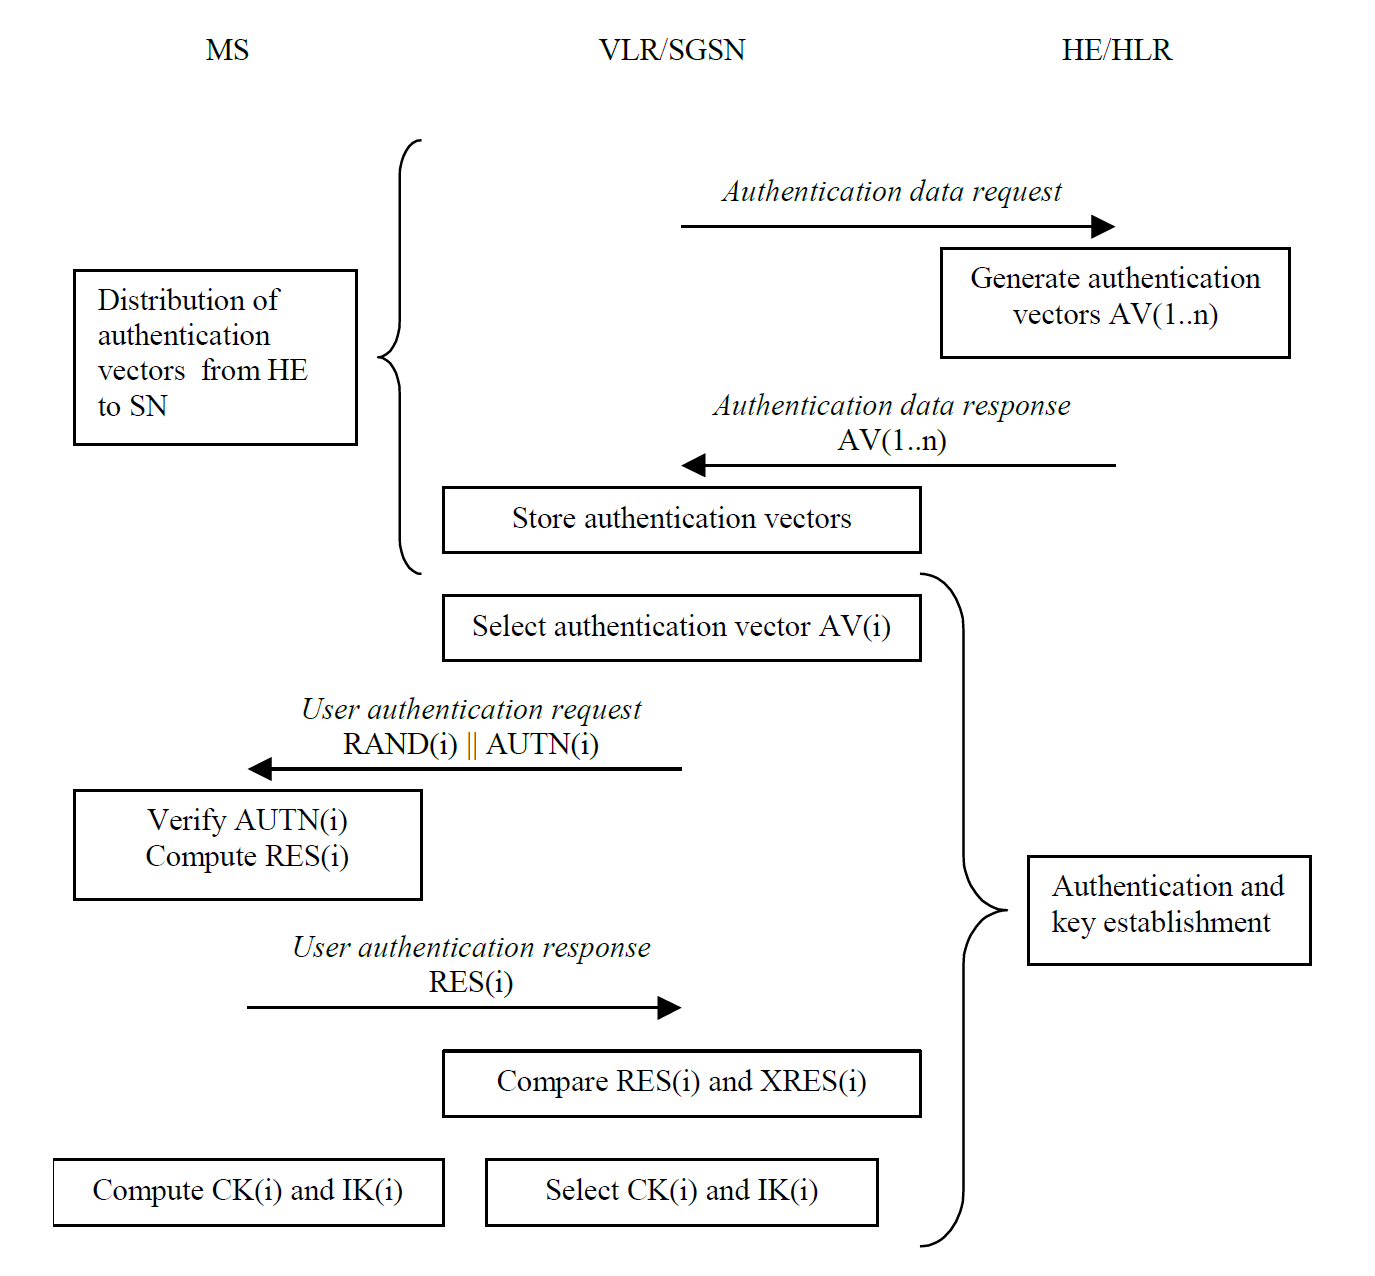 MS
VLR/SGSN
HE/HLR
Authentication data request
Generate authentication
vectors AV(1..n)
Distribution of
authentication
vectors  from HE
to SN
Authentication data response
AV(1..n)
Store authentication vectors
Select authentication vector AV(i)
User authentication request
RAND(i) || AUTN(i)
Verify AUTN(i)
Compute RES(i)
Authentication and
key establishment
User authentication response
RES(i)
Compare RES(i) and XRES(i)
Compute CK(i) and IK(i)
Select CK(i) and IK(i)